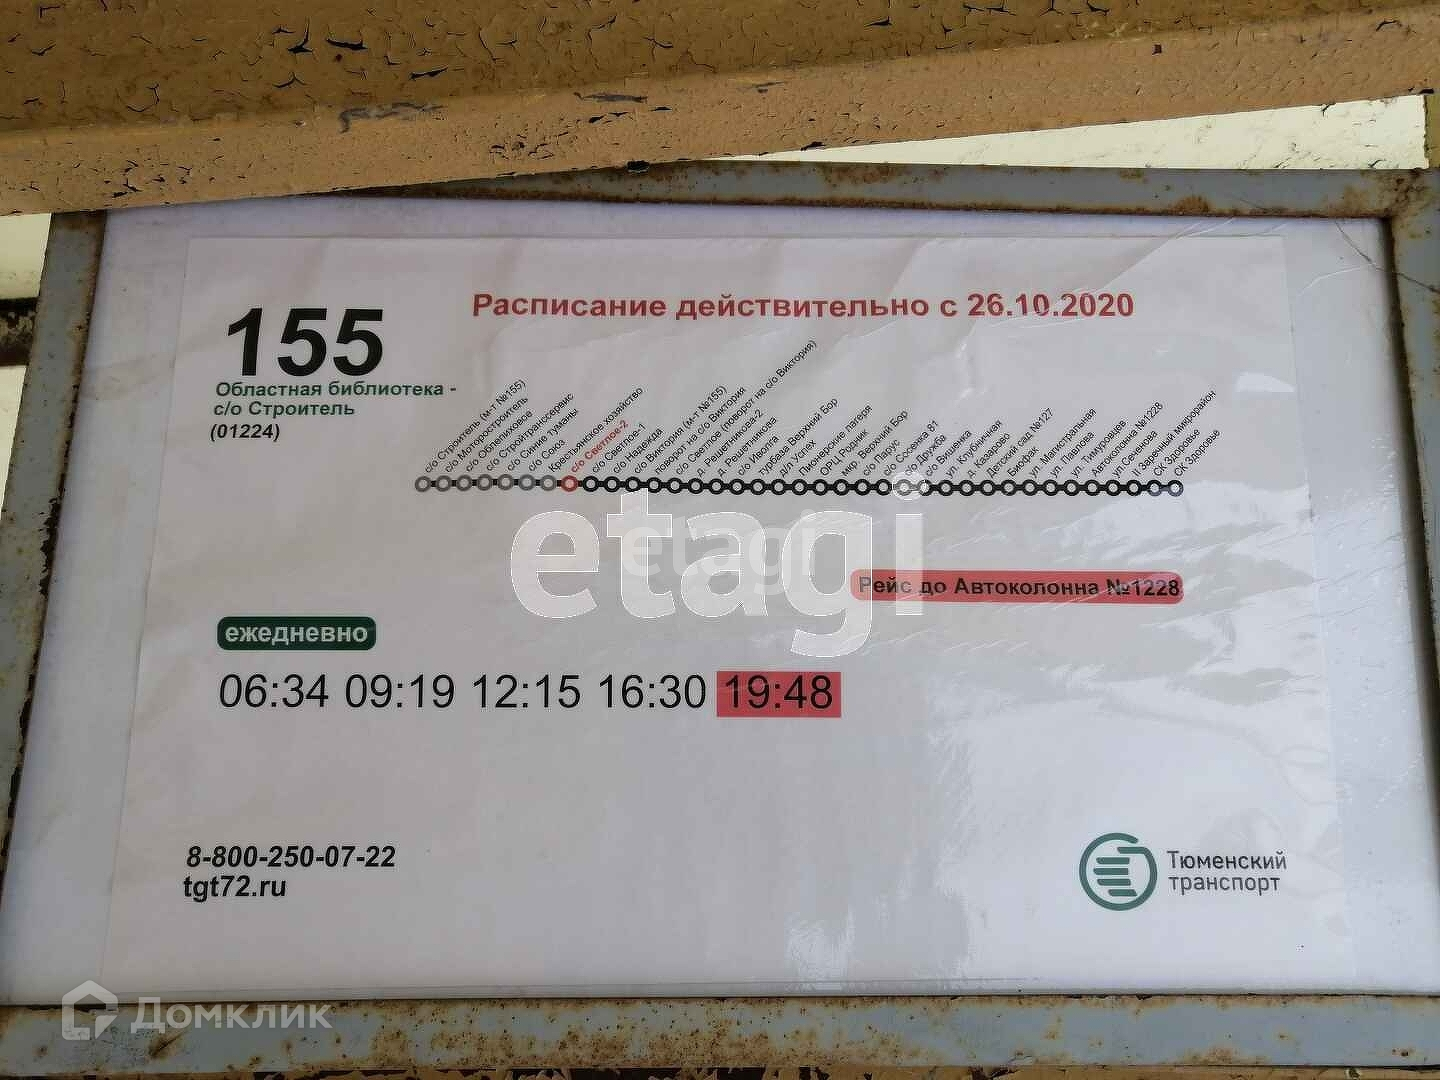 155
Расписание действительно с 26.10.2020
Областная библиотека -
с/о Строитель
(01224)
с/о Строитель (м-т №155)
с/о Моторостроитель
с/о Облепиховое
с/о Стройтранссервис
с/о Синие туманы
с/о Союз
Крестьянское хозяйство
с/о Светлое-2
с/о Светлое-1
с/о Надежда
с/о Виктория (м-т №155)
поворот на с/о Виктория
с/о Светлое (поворот на с/о Виктория)
д. Решетникова-2
д. Решетникова
с/о Иволга
турбаза Верхний Бор
п/п Успех
Пионерские лагеря
ОРЦ Родник
мкр. Верхний Бор
с/о Парус
с/о Сосенка 81
с/о Дружба
с/о Вишенка
ул. Клубничная
д. Казарово
Детский сад №127
Биофак
ул. Магистральная
ул. Павлова
ул. Тимуровцев
Автоколонна №1228
ул Сеченова
II Заречный микрорайон
СК Здоровье
СК Здоровье
etagi
etagi
Рейс до Автоколонна №1228
ежедневно
06:34 09:19 12:15 16:30 19:48
8-800-250-07-22
tgt72.ru
Тюменский
транспорт
Домклик